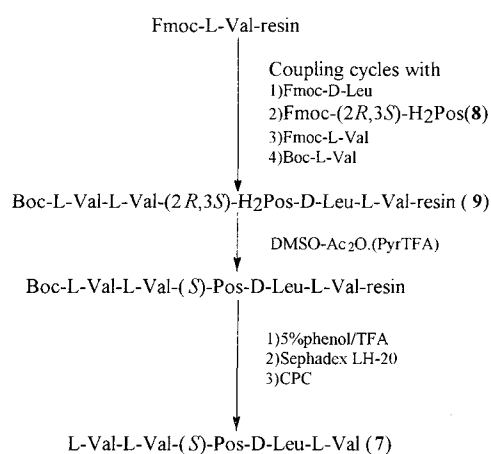 Fmoc-L-Val-resin
Coupling cycles with
1)Fmoc-D-Leu
2)Fmoc-(2R,3S)-H2Pos(8)
3)Fmoc-L-Val
4)Boc-L-Val
Boc-L-Val-L-Val-(2R,3S)-H2Pos-D-Leu-L-Val-resin (9)
DMSO-Ac2O.(PyrTFA)
Boc-L-Val-L-Val-(S)-Pos-D-Leu-L-Val-resin
1)5%phenol/TFA
2)Sephadex LH-20
3)CPC
L-Val-L-Val-(S)-Pos-D-Leu-L-Val (7)